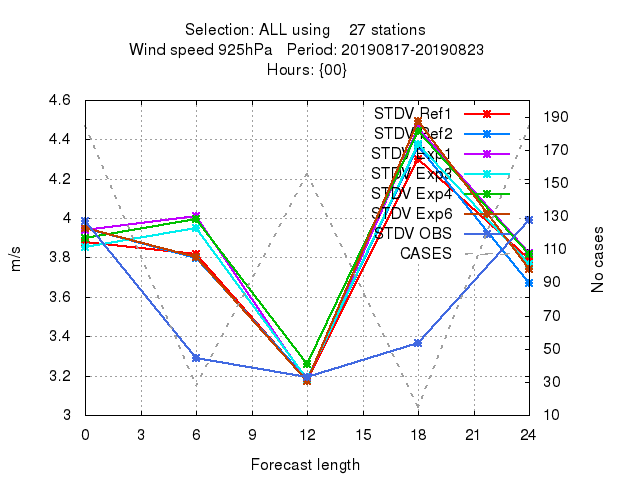 Selection: ALL using    27 stations
Wind speed 925hPa   Period: 20190817-20190823
Hours: {00}
4.6
4.4
4.2
4
3.8
3.6
3.4
3.2
3
m/s
STDV Ref1
STDV Ref2
STDV Exp1
STDV Exp3
STDV Exp4
STDV Exp6
STDV OBS
CASES
190
170
150
130
110
90
70
50
30
10
No cases
0 3 6 9 12 15 18 21 24
Forecast length